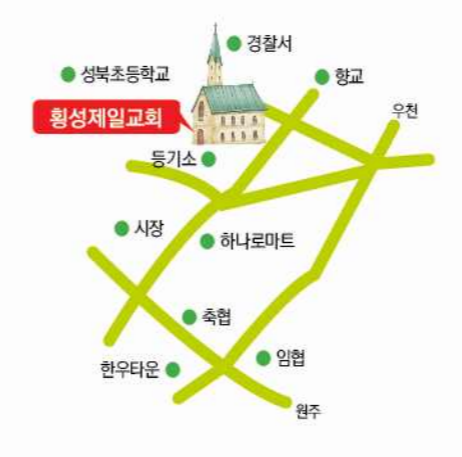 경찰서
성북초등학교
향교
횡성제일교회
우천
등기소
시장
하나로마트
축협
한우타운
임협
원주